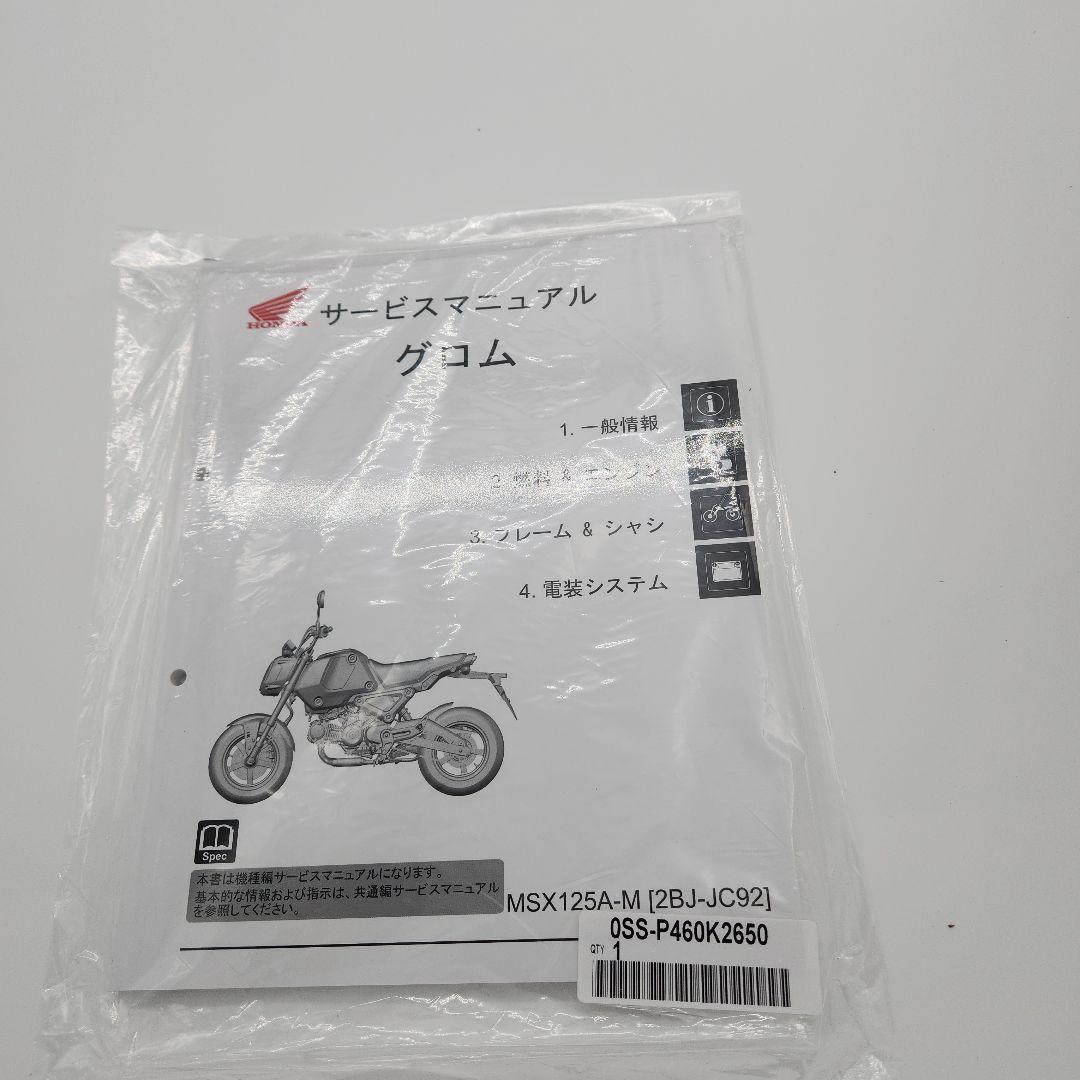 HONDA
サービスマニュアル
グロム
1. 一般情報
2. 燃料 & エンジン
3. フレーム & シャシ
4. 電装システム
Spec
本書は機種編サービスマニュアルになります。
基本的な情報および指示は、共通編サービスマニュアル
を参照してください。
MSX125A-M [2BJ-JC92]
0SS-P460K2650
QTY 1